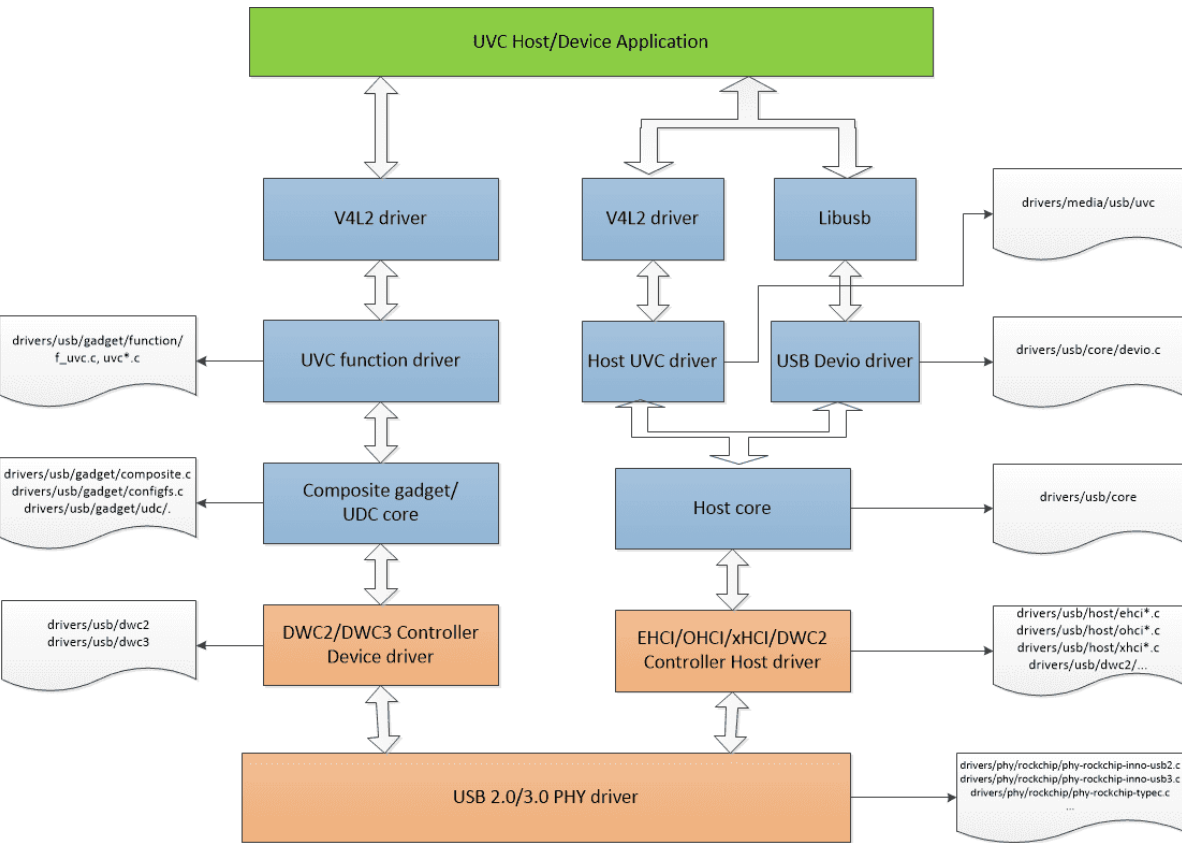 UVC Host/Device Application
V4L2 driver
V4L2 driver
Libusb
drivers/media/usb/uvc
drivers/usb/gadget/function/
f_uvc.c, uvc*.c
UVC function driver
Host UVC driver
USB Devio driver
drivers/usb/core/devio.c
drivers/usb/gadget/composite.c
drivers/usb/gadget/configfs.c
drivers/usb/gadget/udc/.
Composite gadget/
UDC core
Host core
drivers/usb/core
drivers/usb/dwc2
drivers/usb/dwc3
DWC2/DWC3 Controller
Device driver
EHCI/OHCI/xHCI/DWC2
Controller Host driver
drivers/usb/host/ehci*.c
drivers/usb/host/ohci*.c
drivers/usb/host/xhci*.c
drivers/usb/dwc2/...
USB 2.0/3.0 PHY driver
drivers/phy/rockchip/phy-rockchip-inno-usb2.c
drivers/phy/rockchip/phy-rockchip-inno-usb3.c
drivers/phy/rockchip/phy-rockchip-typec.c
...